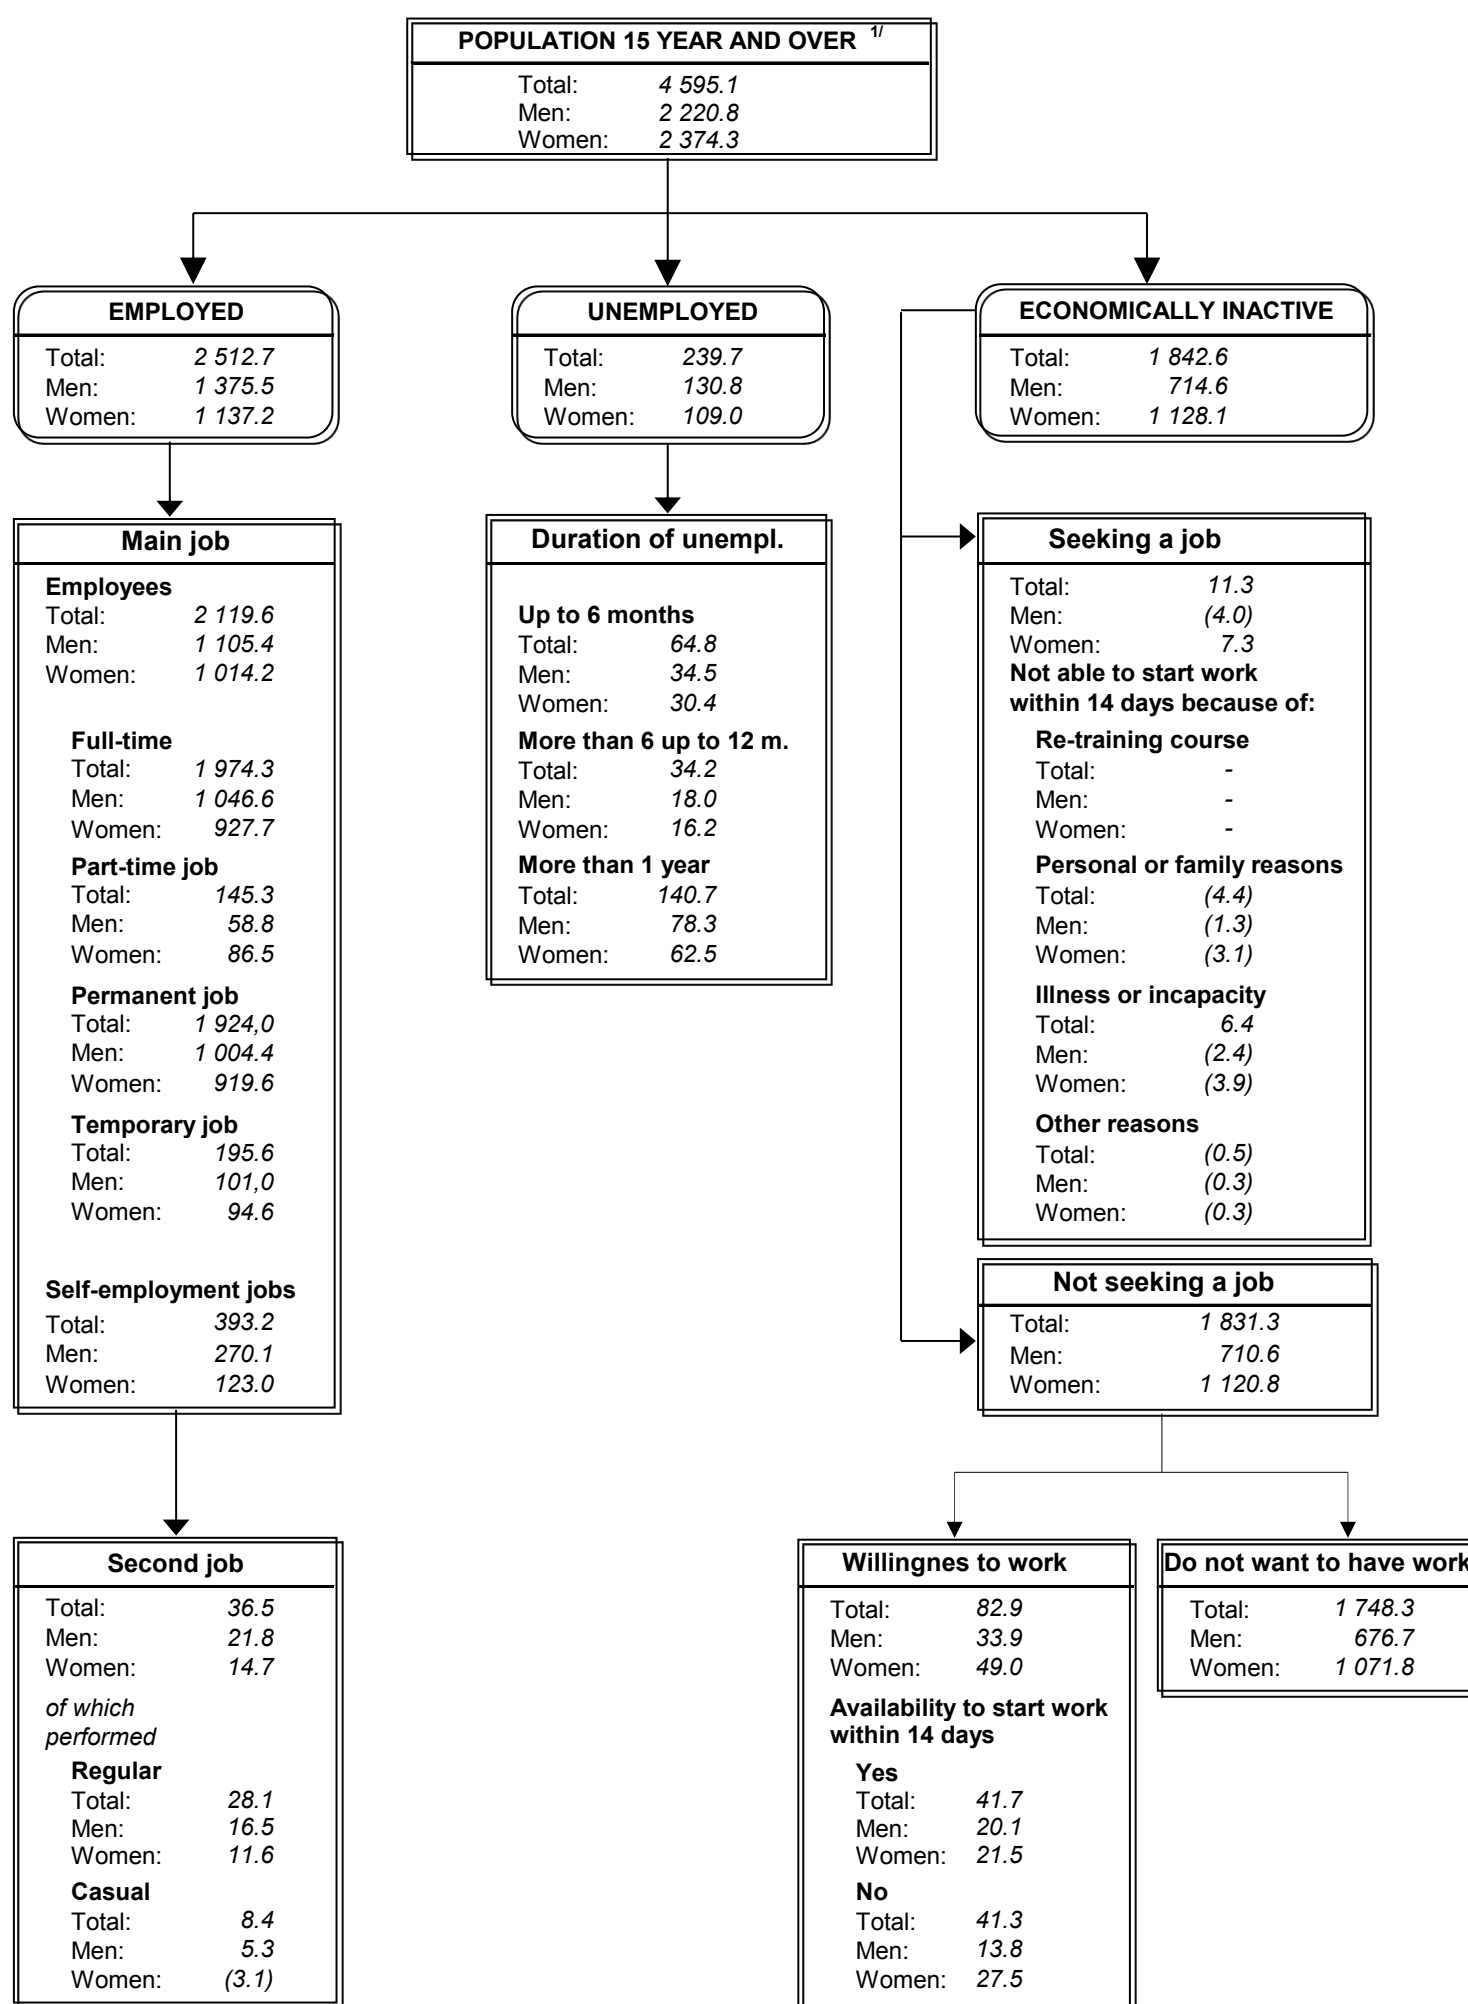 POPULATION 15 YEAR AND OVER 1/
Total: 4 595.1
Men: 2 220.8
Women: 2 374.3
EMPLOYED
Total: 2 512.7
Men: 1 375.5
Women: 1 137.2
UNEMPLOYED
Total: 239.7
Men: 130.8
Women: 109.0
ECONOMICALLY INACTIVE
Total: 1 842.6
Men: 714.6
Women: 1 128.1
Main job
Employees
Total: 2 119.6
Men: 1 105.4
Women: 1 014.2
Full-time
Total: 1 974.3
Men: 1 046.6
Women: 927.7
Part-time job
Total: 145.3
Men: 58.8
Women: 86.5
Permanent job
Total: 1 924,0
Men: 1 004.4
Women: 919.6
Temporary job
Total: 195.6
Men: 101,0
Women: 94.6
Self-employment jobs
Total: 393.2
Men: 270.1
Women: 123.0
Duration of unempl.
Up to 6 months
Total: 64.8
Men: 34.5
Women: 30.4
More than 6 up to 12 m.
Total: 34.2
Men: 18.0
Women: 16.2
More than 1 year
Total: 140.7
Men: 78.3
Women: 62.5
Seeking a job
Total: 11.3
Men: (4.0)
Women: 7.3
Not able to start work
within 14 days because of:
Re-training course
Total: -
Men: -
Women: -
Personal or family reasons
Total: (4.4)
Men: (1.3)
Women: (3.1)
Illness or incapacity
Total: 6.4
Men: (2.4)
Women: (3.9)
Other reasons
Total: (0.5)
Men: (0.3)
Women: (0.3)
Not seeking a job
Total: 1 831.3
Men: 710.6
Women: 1 120.8
Second job
Total: 36.5
Men: 21.8
Women: 14.7
of which
performed
Regular
Total: 28.1
Men: 16.5
Women: 11.6
Casual
Total: 8.4
Men: 5.3
Women: (3.1)
Willingnes to work
Total: 82.9
Men: 33.9
Women: 49.0
Availability to start work
within 14 days
Yes
Total: 41.7
Men: 20.1
Women: 21.5
No
Total: 41.3
Men: 13.8
Women: 27.5
Do not want to have work
Total: 1 748.3
Men: 676.7
Women: 1 071.8